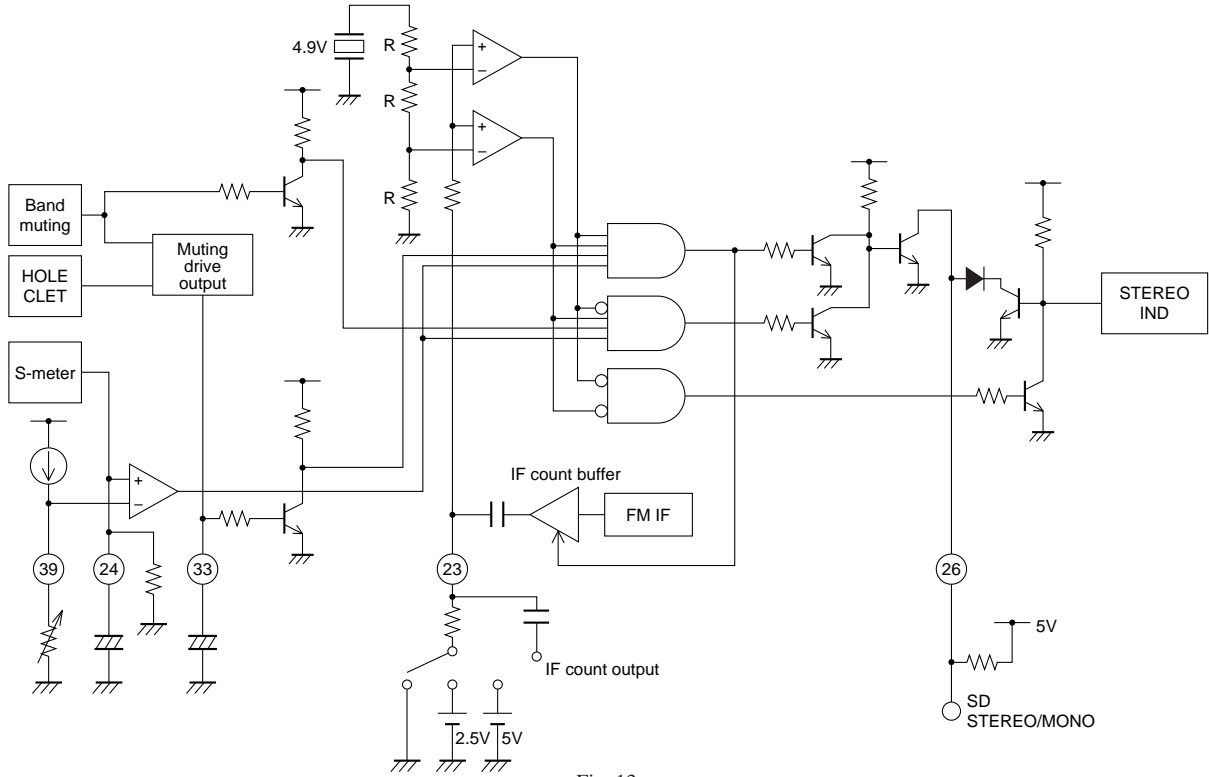 4.9V
R
R
R
Band
muting
Muting
drive
output
HOLE
CLET
S-meter
STEREO
IND
IF count buffer
FM IF
39
24
33
23
26
5V
IF count output
SD
STEREO/MONO
2.5V
5V